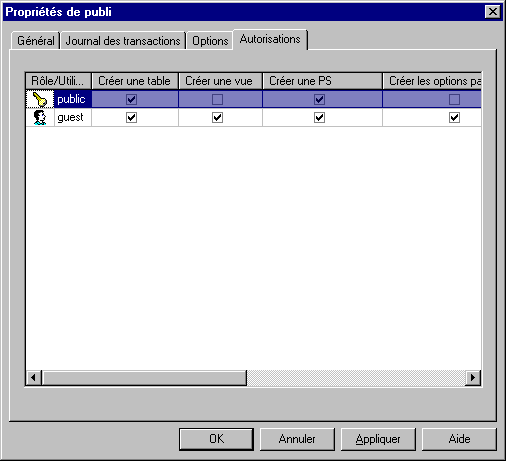 Propriétés de publi
Général Journal des transactions Options Autorisations
Rôle/Utili... Créer une table Créer une vue Créer une PS Créer les options pa
public
guest
OK Annuler Appliquer Aide